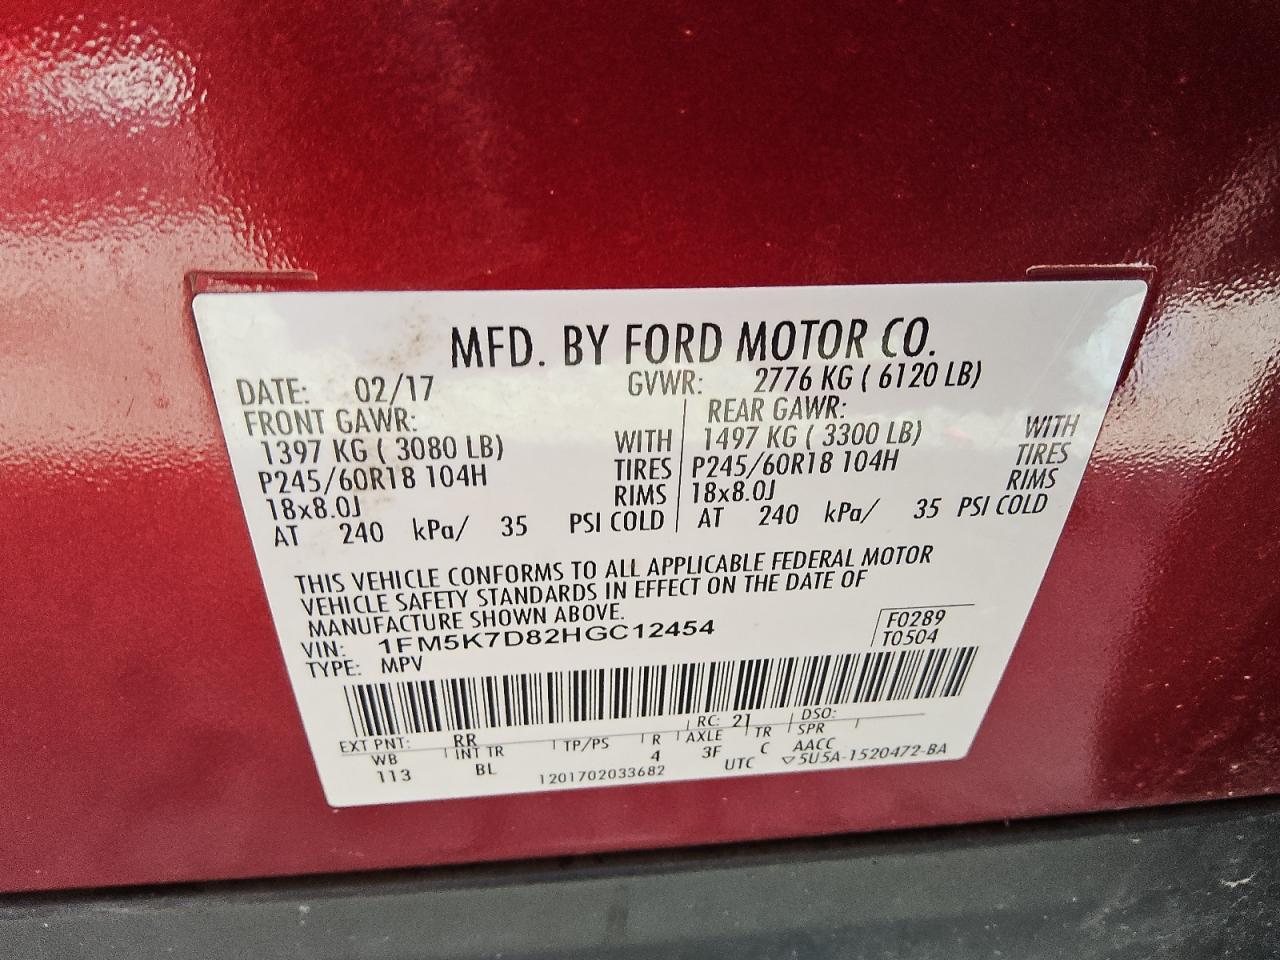 MFD. BY FORD MOTOR CO.
DATE: 02/17 GVWR: 2776 KG ( 6120 LB)
FRONT GAWR: REAR GAWR:
1397 KG ( 3080 LB) WITH 1497 KG ( 3300 LB) WITH
P245/60R18 104H TIRES P245/60R18 104H TIRES
18x8.0J RIMS 18x8.0J RIMS
AT 240 kPa/ 35 PSI COLD AT 240 kPa/ 35 PSI COLD
THIS VEHICLE CONFORMS TO ALL APPLICABLE FEDERAL MOTOR
VEHICLE SAFETY STANDARDS IN EFFECT ON THE DATE OF
MANUFACTURE SHOWN ABOVE.
VIN: 1FM5K7D82HGC12454 F0289
TYPE: MPV T0504
EXT PNT: RR RC: 21 DSO:
WB INT TR TP/PS R AXLE TR SPR
113 BL 4 3F C AACC
1201702033682 UTC ▽5U5A-1520472-BA